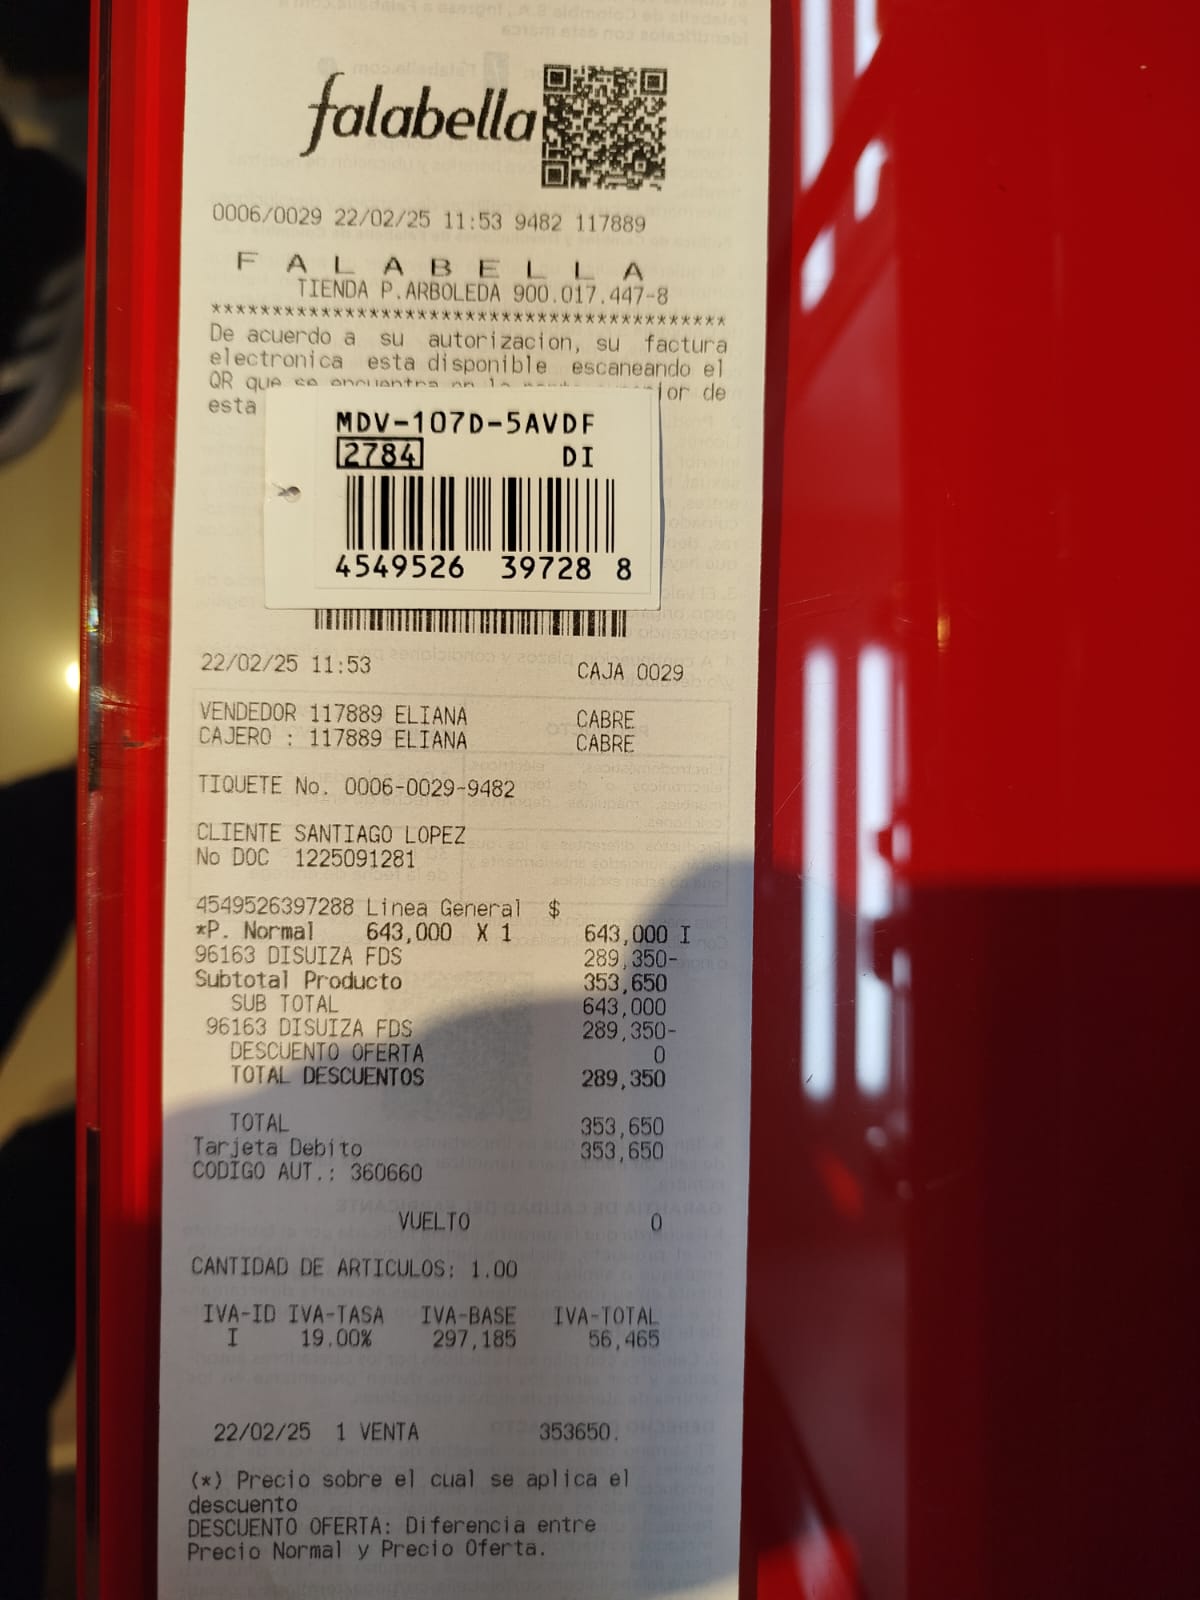 falabella
0006/0029 22/02/25 11:53 9482 117889
F A L A B E L L A
TIENDA P.ARBOLEDA 900.017.447-8
******************************************
De acuerdo a su autorizacion, su factura
electronica esta disponible escaneando el
QR que se encuentra en la de
esta
MDV-107D-5AVDF
2784 DI
4549526 39728 8
22/02/25 11:53 CAJA 0029
VENDEDOR 117889 ELIANA CABRE
CAJERO : 117889 ELIANA CABRE
TIQUETE No. 0006-0029-9482
CLIENTE SANTIAGO LOPEZ
No DOC 1225091281
4549526397288 Linea General $
*P. Normal 643,000 X 1 643,000 I
96163 DISUIZA FDS 289,350-
Subtotal Producto 353,650
SUB TOTAL 643,000
96163 DISUIZA FDS 289,350-
DESCUENTO OFERTA 0
TOTAL DESCUENTOS 289,350
TOTAL 353,650
Tarjeta Debito 353,650
CODIGO AUT.: 360660
VUELTO 0
CANTIDAD DE ARTICULOS: 1.00
IVA-ID IVA-TASA IVA-BASE IVA-TOTAL
I 19.00% 297,185 56,465
22/02/25 1 VENTA 353650.
(*) Precio sobre el cual se aplica el
descuento
DESCUENTO OFERTA: Diferencia entre
Precio Normal y Precio Oferta.